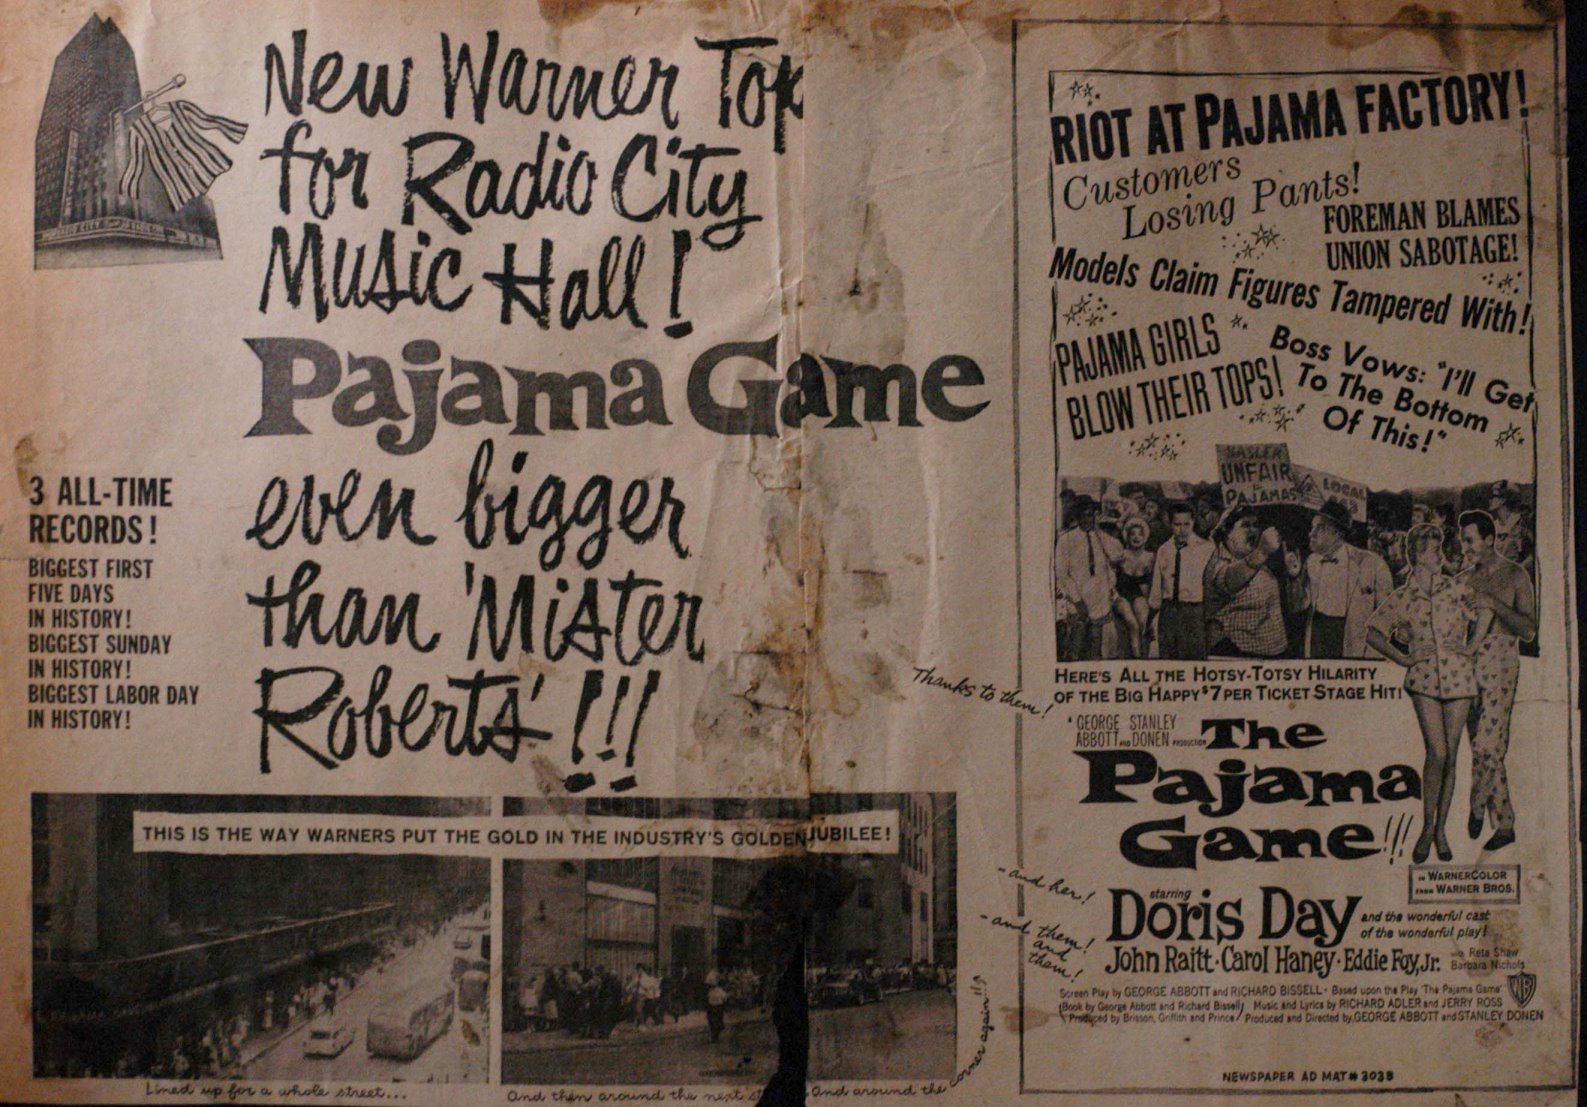 New Warner Top
for Radio City
Music Hall!
Pajama Game
even bigger
than 'Mister
Roberts'!!!
3 ALL-TIME
RECORDS!
BIGGEST FIRST
FIVE DAYS
IN HISTORY!
BIGGEST SUNDAY
IN HISTORY!
BIGGEST LABOR DAY
IN HISTORY!
THIS IS THE WAY WARNERS PUT THE GOLD IN THE INDUSTRY'S GOLDEN JUBILEE!
Lined up for a whole street...
And then around the next
And around the corner again!!
Thanks to them!
-and her!
-and them!
and
them!
RIOT AT PAJAMA FACTORY!
Customers
Losing Pants!
FOREMAN BLAMES
UNION SABOTAGE!
Models Claim Figures Tampered With!
PAJAMA GIRLS
BLOW THEIR TOPS!
Boss Vows: "I'll Get
To The Bottom
Of This!"
UNFAIR
PAJAMAS
LOCAL
HERE'S ALL THE HOTSY-TOTSY HILARITY
OF THE BIG HAPPY $7 PER TICKET STAGE HIT!
A GEORGE ABBOTT AND STANLEY DONEN PRODUCTION
The
Pajama
Game!!!
IN WARNERCOLOR
FROM WARNER BROS.
starring
Doris Day
and the wonderful cast
of the wonderful play!
John Raitt · Carol Haney · Eddie Foy, Jr.
with Reta Shaw
Barbara Nichols
Screen Play by GEORGE ABBOTT and RICHARD BISSELL · Based upon the Play 'The Pajama Game'
(Book by George Abbott and Richard Bissell) Music and Lyrics by RICHARD ADLER and JERRY ROSS
(Produced by Brisson, Griffith and Prince) Produced and Directed by GEORGE ABBOTT and STANLEY DONEN
WB
NEWSPAPER AD MAT # 303B